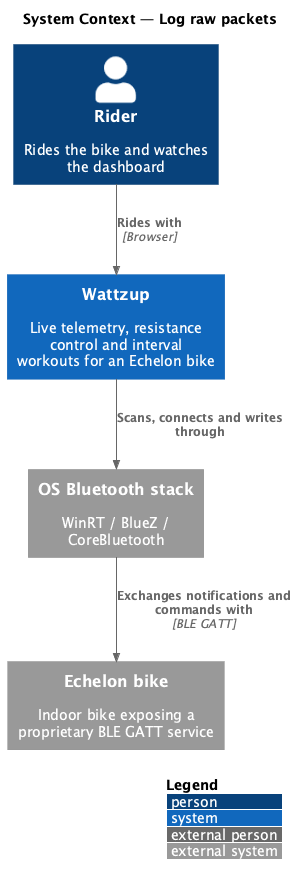 System Context — Log raw packets
Rider
Rides the bike and watches
the dashboard
Rides with
[Browser]
Wattzup
Live telemetry, resistance
control and interval
workouts for an Echelon bike
Scans, connects and writes
through
OS Bluetooth stack
WinRT / BlueZ /
CoreBluetooth
Exchanges notifications and
commands with
[BLE GATT]
Echelon bike
Indoor bike exposing a
proprietary BLE GATT service
Legend
person
system
external person
external system